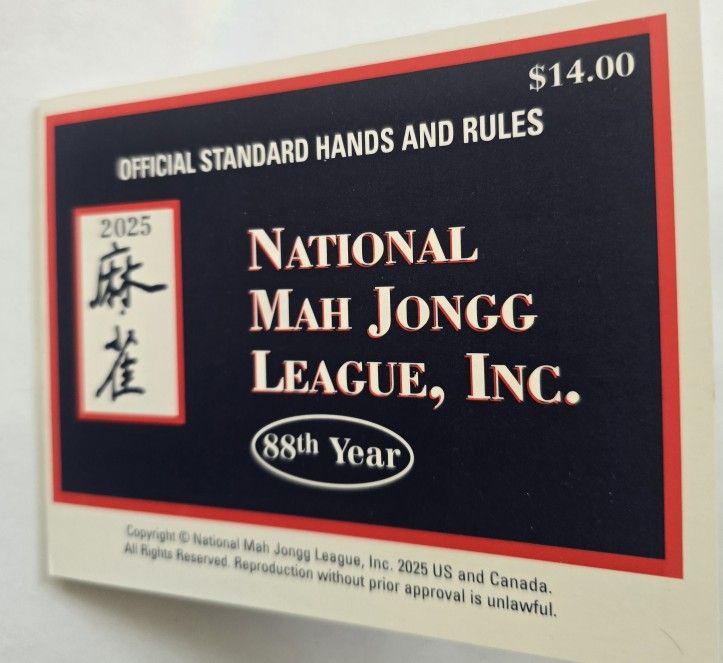 $14.00
OFFICIAL STANDARD HANDS AND RULES
2025
麻
雀
NATIONAL
MAH JONGG
LEAGUE, INC.
88th Year
Copyright © National Mah Jongg League, Inc. 2025 US and Canada.
All Rights Reserved. Reproduction without prior approval is unlawful.